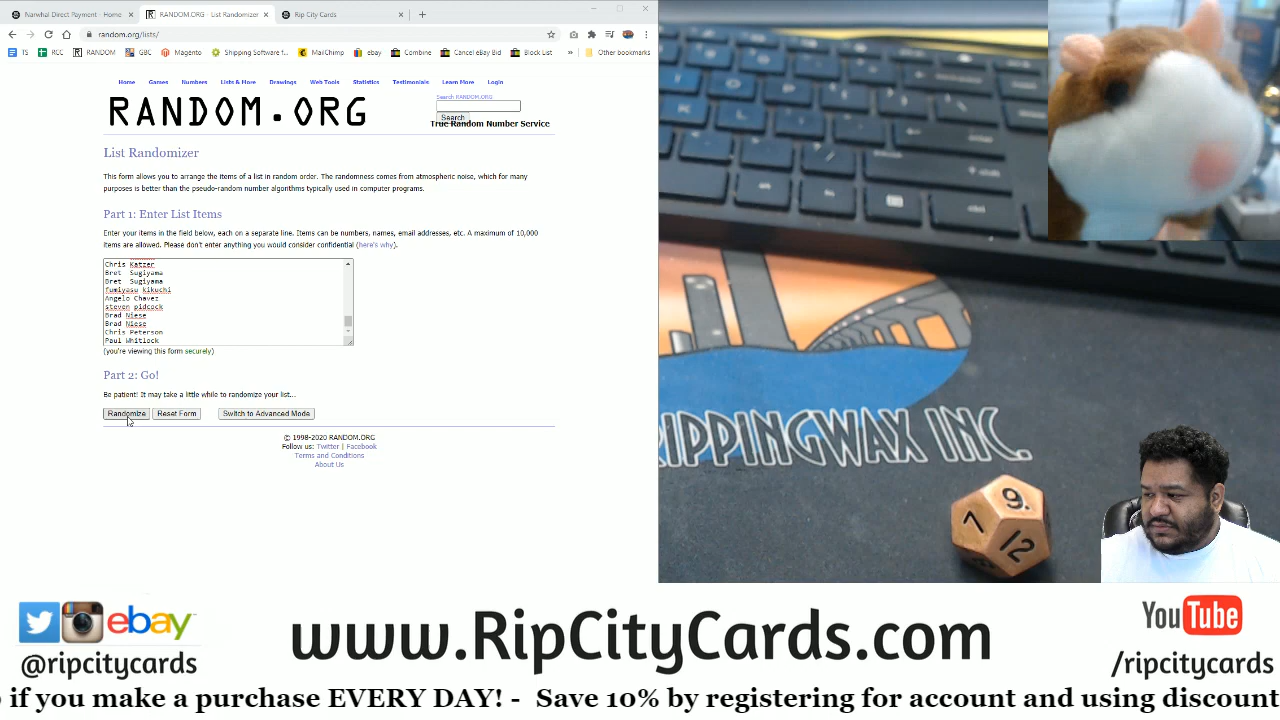 Narwhal Direct Payment - Home
RANDOM.ORG - List Randomizer
Rip City Cards
random.org/lists/
TS
RCC
RANDOM
GBC
Magento
Shipping Software f...
MailChimp
ebay
Combine
Cancel eBay Bid
Block List
»
Other bookmarks
Home
Games
Numbers
Lists & More
Drawings
Web Tools
Statistics
Testimonials
Learn More
Login
RANDOM.ORG
Search RANDOM.ORG
Search
True Random Number Service
List Randomizer
This form allows you to arrange the items of a list in random order. The randomness comes from atmospheric noise, which for many
purposes is better than the pseudo-random number algorithms typically used in computer programs.
Part 1: Enter List Items
Enter your items in the field below, each on a separate line. Items can be numbers, names, email addresses, etc. A maximum of 10,000
items are allowed. Please don't enter anything you would consider confidential (here's why).
Chris Katzer
Bret  Sugiyama
Bret  Sugiyama
fumiyasu kikuchi
Angelo Chavez
steven pidcock
Brad Niese
Brad Niese
Chris Peterson
Paul Whitlock
(you're viewing this form securely)
Part 2: Go!
Be patient! It may take a little while to randomize your list...
Randomize
Reset Form
Switch to Advanced Mode
© 1998-2020 RANDOM.ORG
Follow us: Twitter | Facebook
Terms and Conditions
About Us
RIPPINGWAX INC.
9.
7
12
ebay
@ripcitycards
www.RipCityCards.com
YouTube
/ripcitycards
if you make a purchase EVERY DAY! -  Save 10% by registering for account and using discount